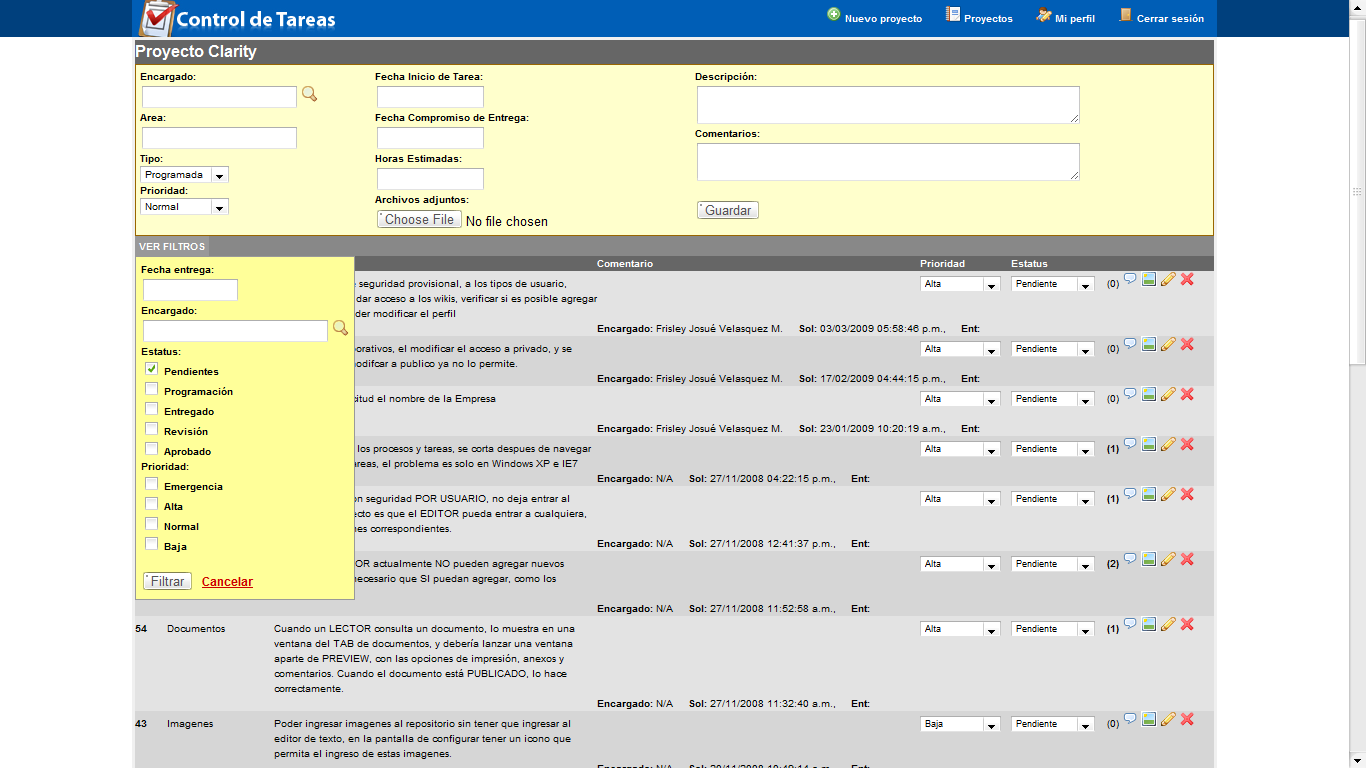 Control de Tareas
Nuevo proyecto
Proyectos
Mi perfil
Cerrar sesión
Proyecto Clarity
Encargado:
Area:
Tipo:
Programada
Prioridad:
Normal
Fecha Inicio de Tarea:
Fecha Compromiso de Entrega:
Horas Estimadas:
Archivos adjuntos:
Choose File No file chosen
Descripción:
Comentarios:
Guardar
VER FILTROS
Fecha entrega:
Encargado:
Estatus:
Pendientes
Programación
Entregado
Revisión
Aprobado
Prioridad:
Emergencia
Alta
Normal
Baja
Filtrar Cancelar
Comentario Prioridad Estatus
seguridad provisional, a los tipos de usuario,
dar acceso a los wikis, verificar si es posible agregar
der modificar el perfil
Alta Pendiente (0)
Encargado: Frisley Josué Velasquez M. Sol: 03/03/2009 05:58:46 p.m., Ent:
orativos, el modificar el acceso a privado, y se
modifcar a publico ya no lo permite.
Alta Pendiente (0)
Encargado: Frisley Josué Velasquez M. Sol: 17/02/2009 04:44:15 p.m., Ent:
citud el nombre de la Empresa
Alta Pendiente (0)
Encargado: Frisley Josué Velasquez M. Sol: 23/01/2009 10:20:19 a.m., Ent:
los procesos y tareas, se corta despues de navegar
areas, el problema es solo en Windows XP e IE7
Alta Pendiente (1)
Encargado: N/A Sol: 27/11/2008 04:22:15 p.m., Ent:
on seguridad POR USUARIO, no deja entrar al
ecto es que el EDITOR pueda entrar a cualquiera,
nes correspondientes.
Alta Pendiente (1)
Encargado: N/A Sol: 27/11/2008 12:41:37 p.m., Ent:
OR actualmente NO pueden agregar nuevos
necesario que SI puedan agregar, como los
Alta Pendiente (2)
Encargado: N/A Sol: 27/11/2008 11:52:58 a.m., Ent:
54 Documentos Cuando un LECTOR consulta un documento, lo muestra en una
ventana del TAB de documentos, y debería lanzar una ventana
aparte de PREVIEW, con las opciones de impresión, anexos y
comentarios. Cuando el documento está PUBLICADO, lo hace
correctamente.
Alta Pendiente (1)
Encargado: N/A Sol: 27/11/2008 11:32:40 a.m., Ent:
43 Imagenes Poder ingresar imagenes al repositorio sin tener que ingresar al
editor de texto, en la pantalla de configurar tener un icono que
permita el ingreso de estas imagenes.
Baja Pendiente (0)